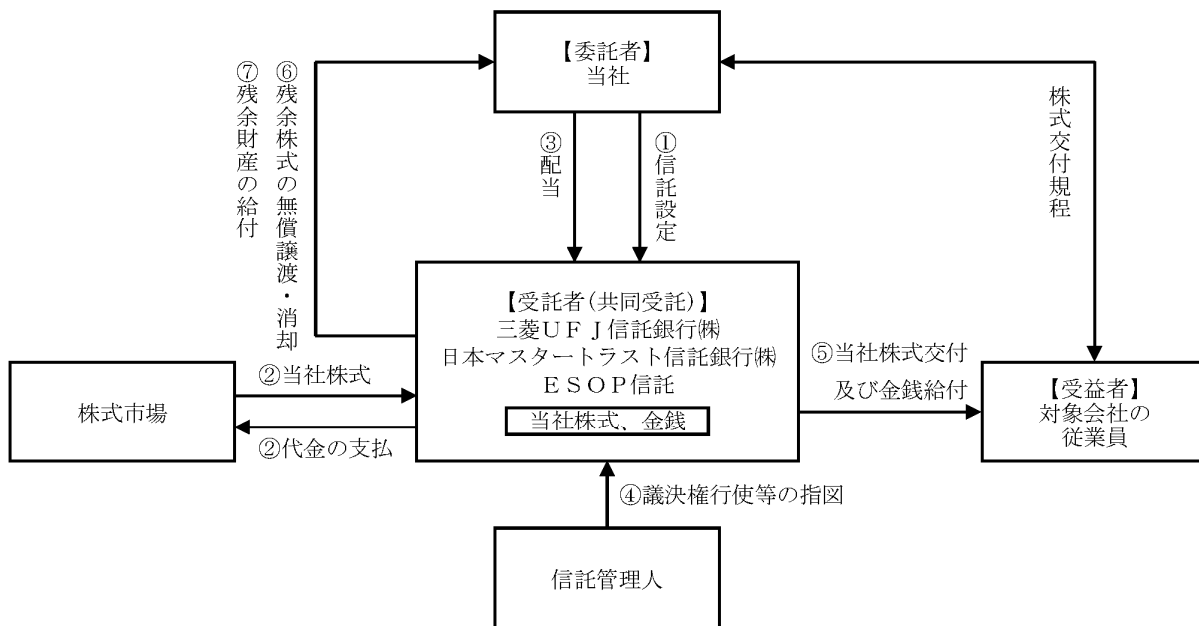 【委託者】
当社
⑦残余財産の給付
⑥残余株式の無償譲渡・消却
③配当
①信託設定
株式交付規程
【受託者(共同受託)】
三菱UFJ信託銀行㈱
日本マスタートラスト信託銀行㈱
ESOP信託
当社株式、金銭
株式市場
②当社株式
②代金の支払
⑤当社株式交付
及び金銭給付
【受益者】
対象会社の
従業員
④議決権行使等の指図
信託管理人